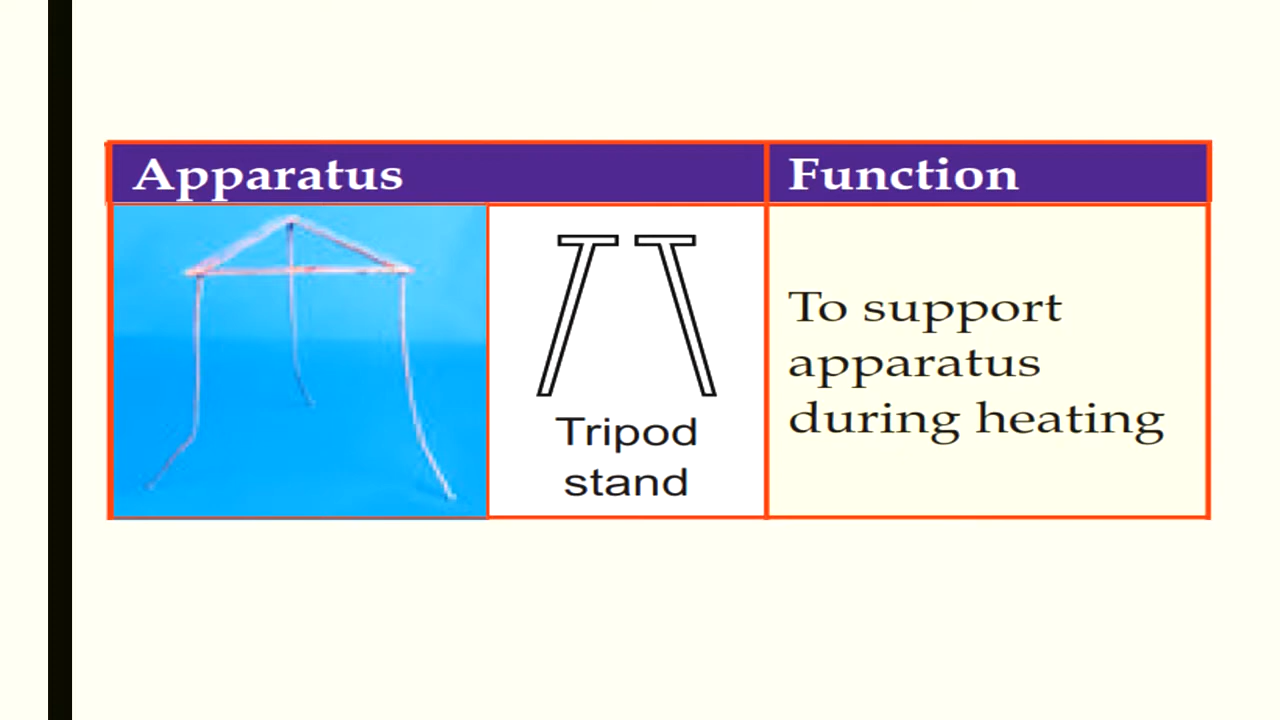 Apparatus
Function
Tripod
stand
To support
apparatus
during heating